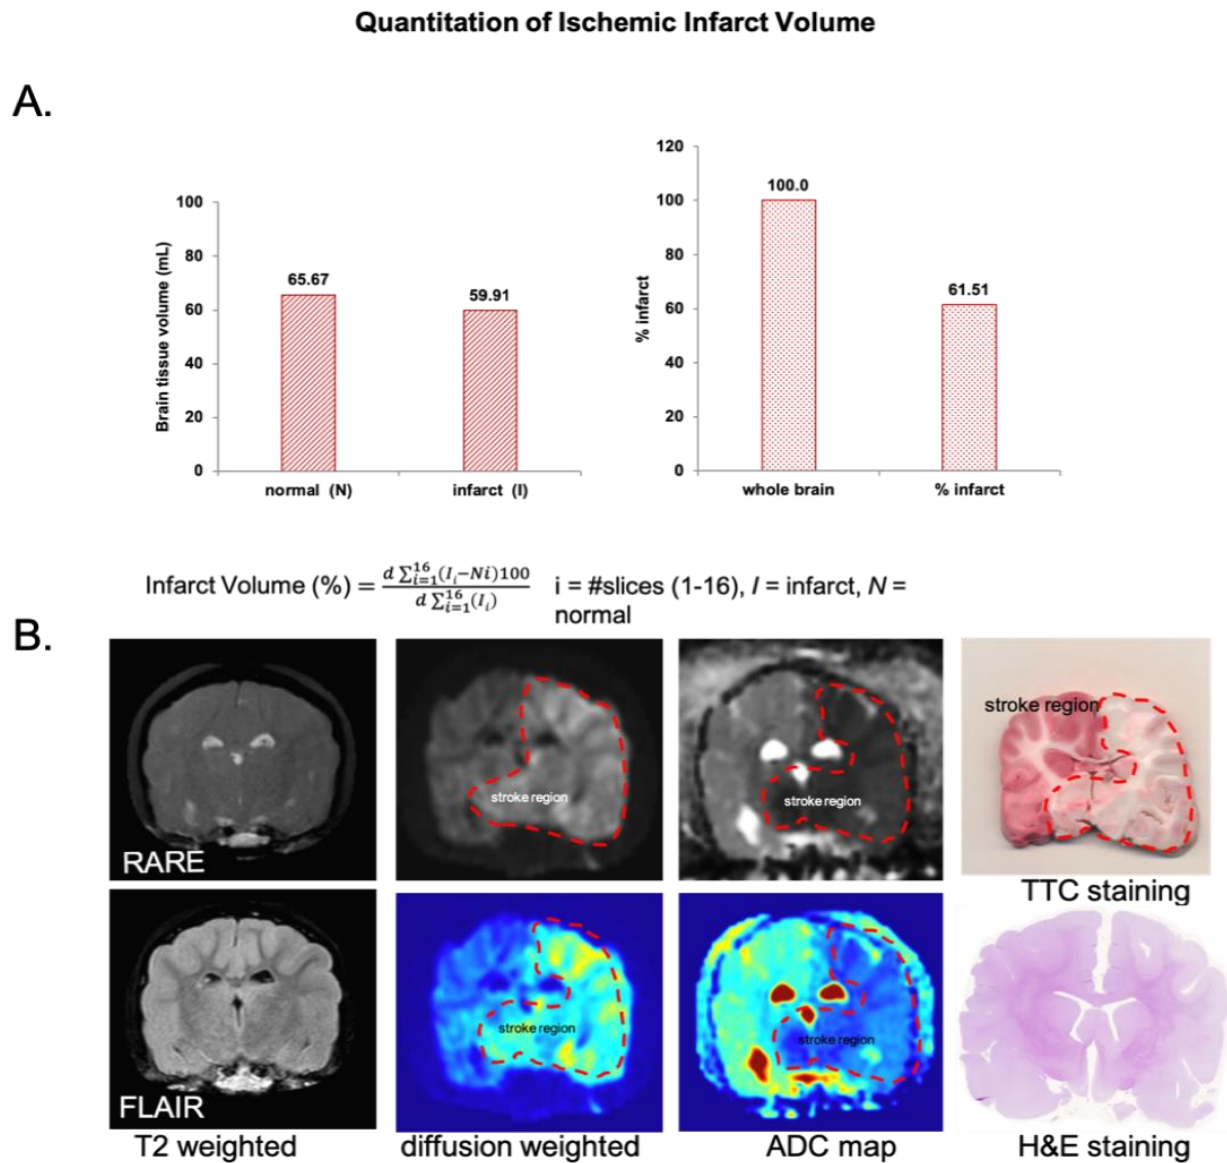 Quantitation of Ischemic Infarct Volume
A.
100
80
60
40
20
0
Brain tissue volume (mL)
65.67
59.91
normal (N)
infarct (I)
120
100
80
60
40
20
0
% infarct
100.0
61.51
whole brain
% infarct
Infarct Volume (%) = d ∑¹⁶ᵢ₌₁(Iᵢ−Ni)100 / d ∑¹⁶ᵢ₌₁(Iᵢ) i = #slices (1-16), I = infarct, N =
normal
B.
RARE
stroke region
stroke region
stroke region
TTC staining
FLAIR
stroke region
stroke region
T2 weighted
diffusion weighted
ADC map
H&E staining